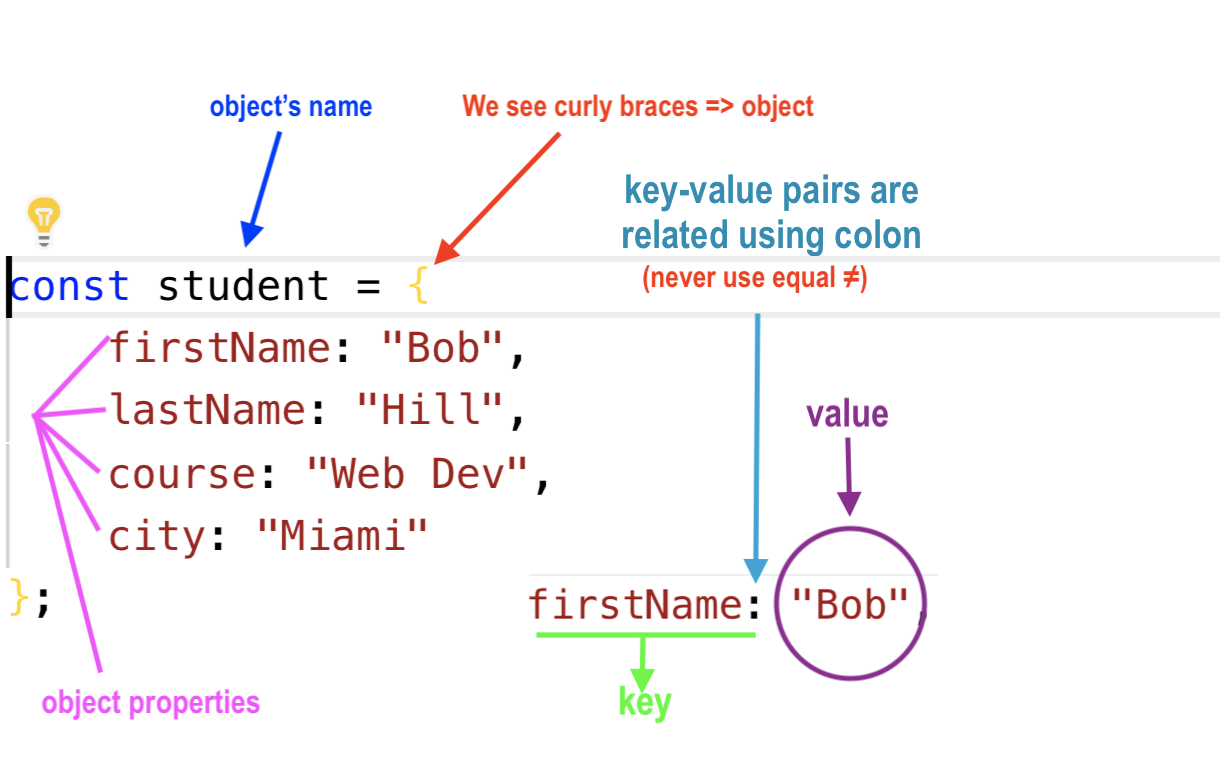 object's name
We see curly braces => object
key-value pairs are
related using colon
(never use equal ≠)
const student = {
firstName: "Bob",
lastName: "Hill",
course: "Web Dev",
city: "Miami"
};
value
firstName: "Bob",
key
object properties